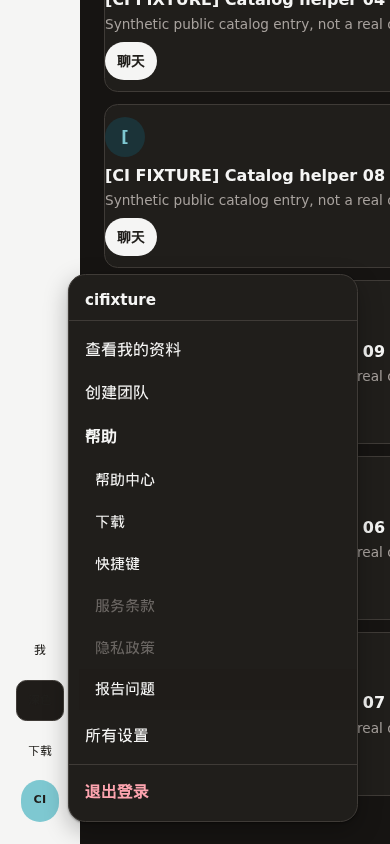 [CI FIXTURE] Catalog helper 04
Synthetic public catalog entry, not a real
聊天
[
[CI FIXTURE] Catalog helper 08
Synthetic public catalog entry, not a real
聊天
cifixture
查看我的资料
创建团队
09
帮助
real
帮助中心
下载
快捷键
06
real
服务条款
隐私政策
我
报告问题
07
所有设置
real
下载
退出登录
CI